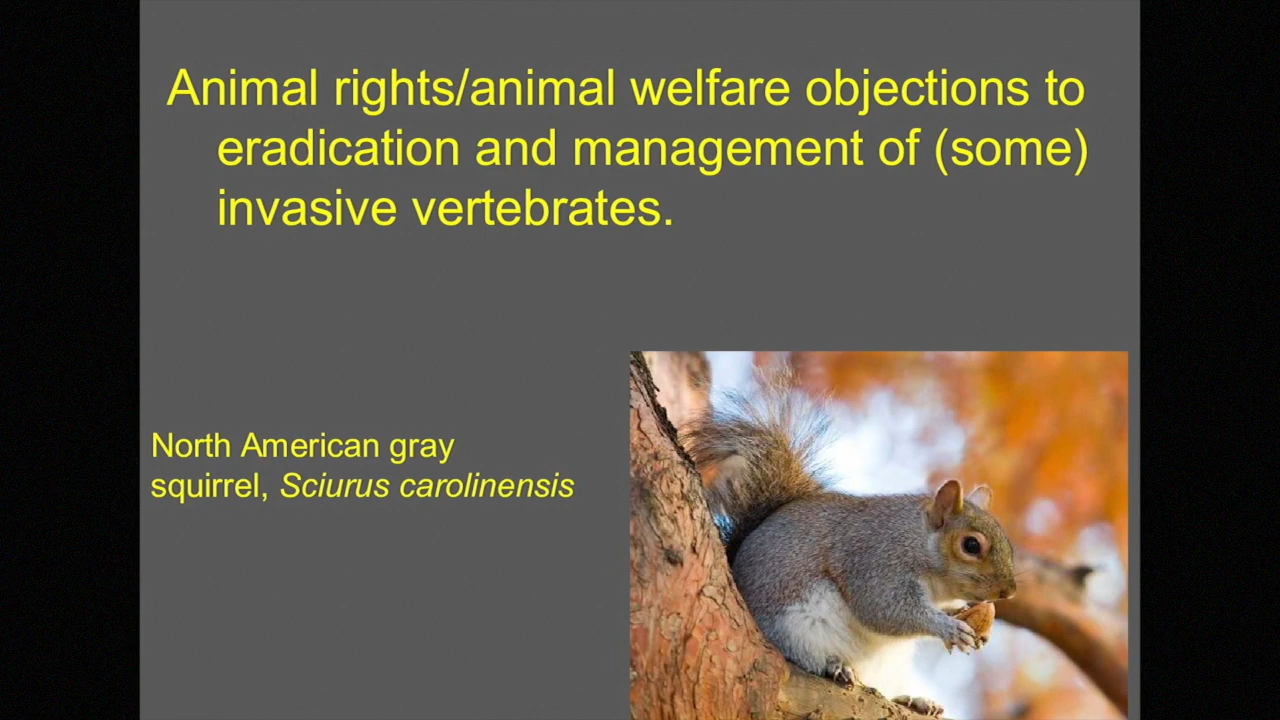 Animal rights/animal welfare objections to
eradication and management of (some)
invasive vertebrates.
North American gray
squirrel, Sciurus carolinensis